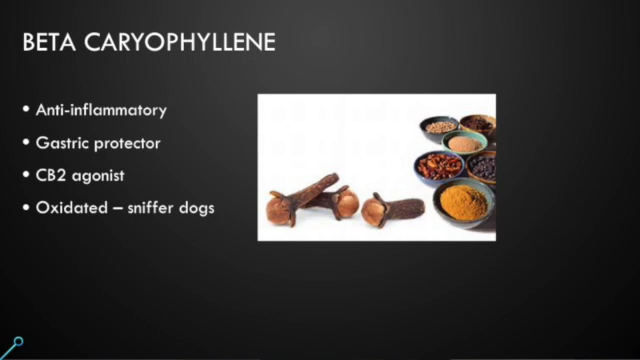 BETA CARYOPHYLLENE
• Anti-inflammatory
• Gastric protector
• CB2 agonist
• Oxidated – sniffer dogs